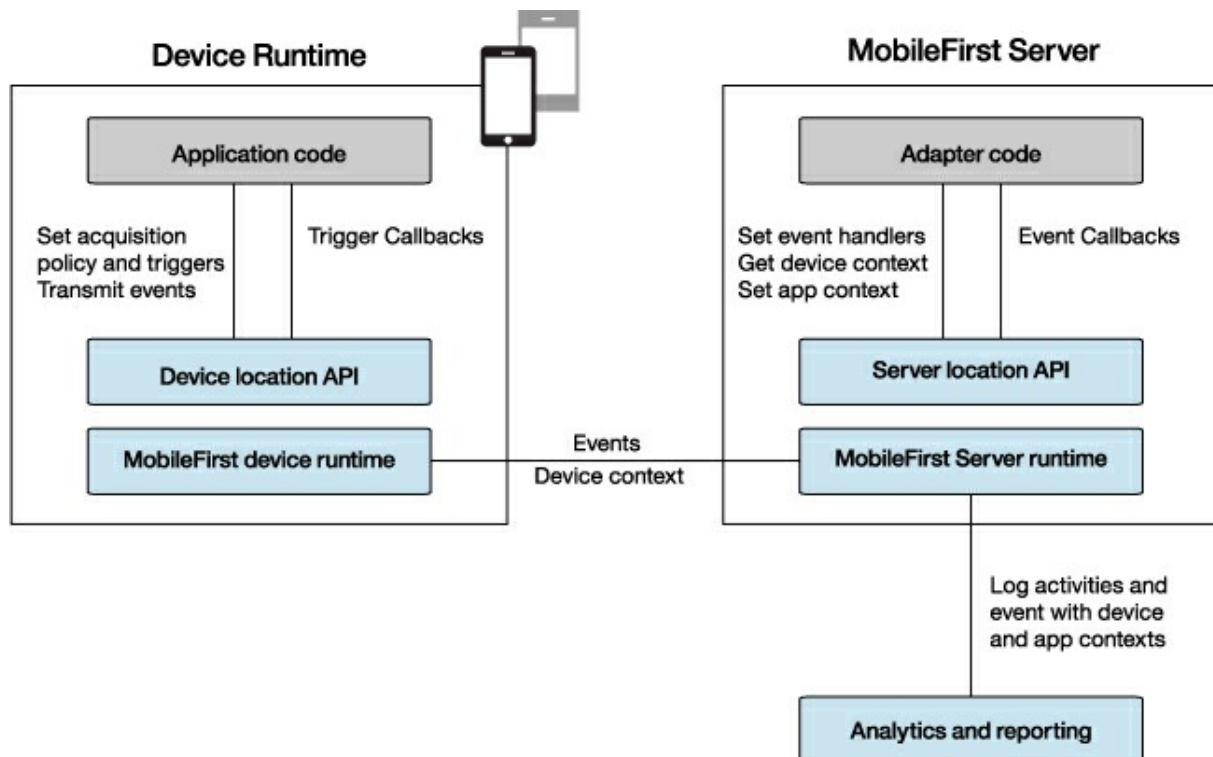 Device Runtime
MobileFirst Server
Application code
Adapter code
Set acquisition
policy and triggers
Transmit events
Trigger Callbacks
Set event handlers
Get device context
Set app context
Event Callbacks
Device location API
Server location API
MobileFirst device runtime
Events
Device context
MobileFirst Server runtime
Log activities and
event with device
and app contexts
Analytics and reporting